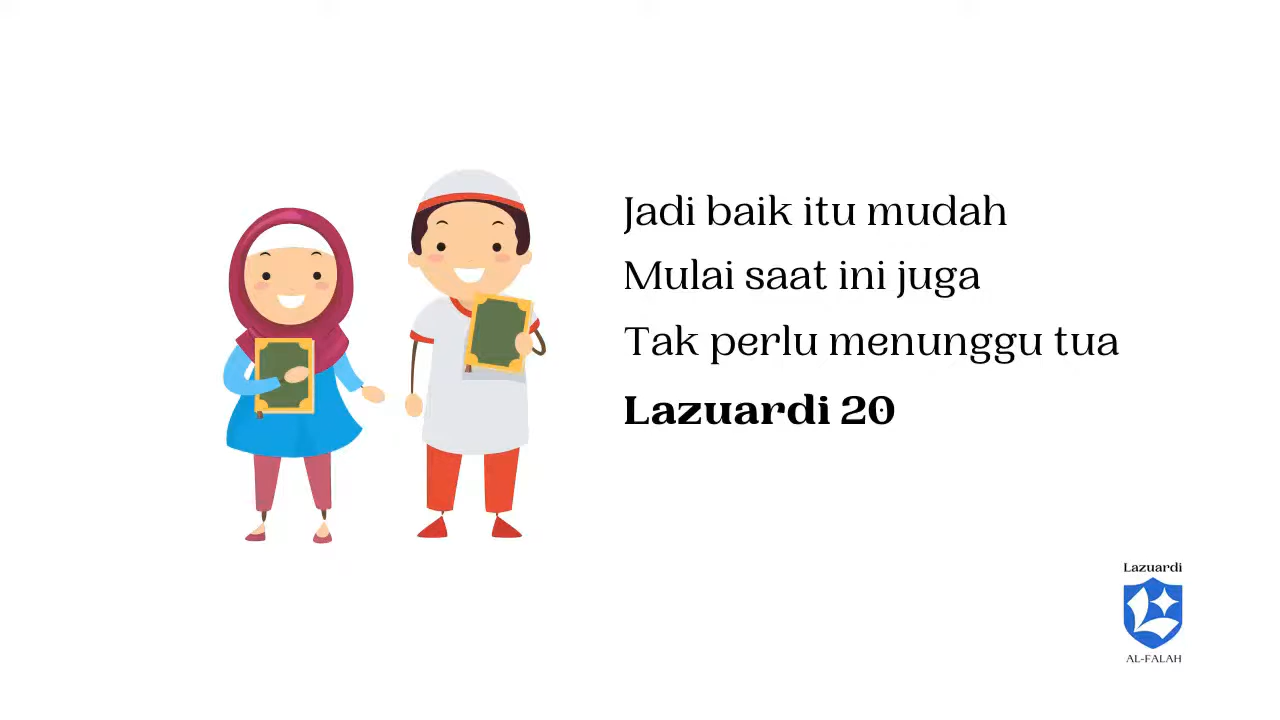 Jadi baik itu mudah
Mulai saat ini juga
Tak perlu menunggu tua
Lazuardi 20
Lazuardi
AL-FALAH